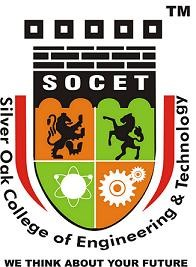 TM
SOCET
Silver Oak College of Engineering & Technology
WE THINK ABOUT YOUR FUTURE